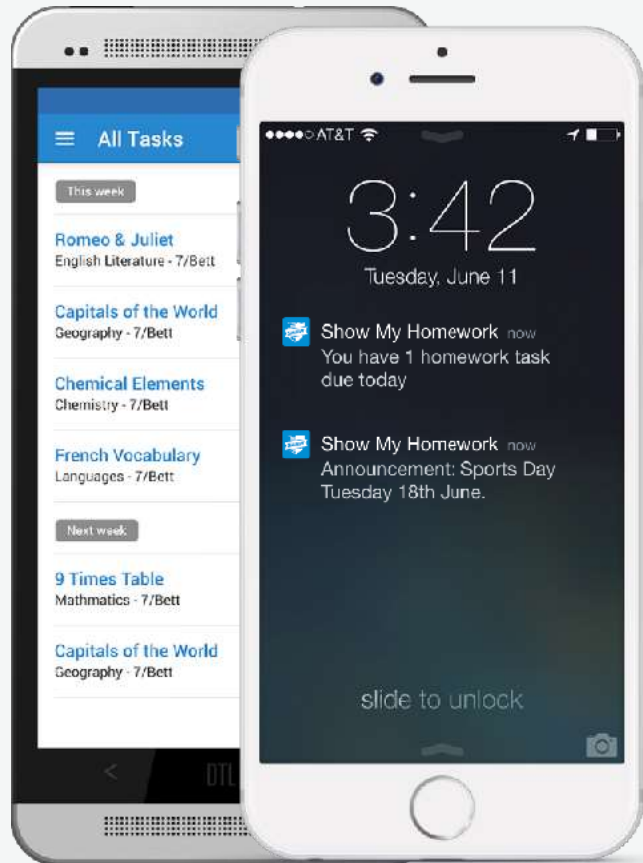 All Tasks
This week
Romeo & Juliet
English Literature - 7/Bett
Capitals of the World
Geography - 7/Bett
Chemical Elements
Chemistry - 7/Bett
French Vocabulary
Languages - 7/Bett
Next week
9 Times Table
Mathmatics - 7/Bett
Capitals of the World
Geography - 7/Bett
DTL
AT&T
3:42
Tuesday, June 11
Show My Homework now
You have 1 homework task
due today
Show My Homework now
Announcement: Sports Day
Tuesday 18th June.
slide to unlock